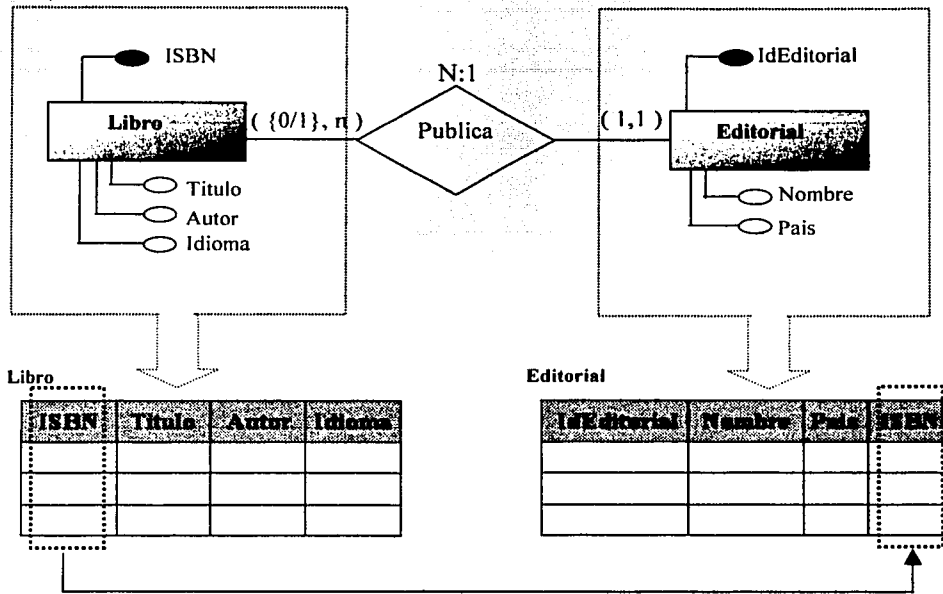 ISBN
IdEditorial
N:1
Libro
( {0/1}, n )
Publica
( 1,1 )
Editorial
Titulo
Autor
Idioma
Nombre
Pais
Libro
Editorial
ISBN Titulo Autor Idioma
IdEditorial Nombre Pais ISBN